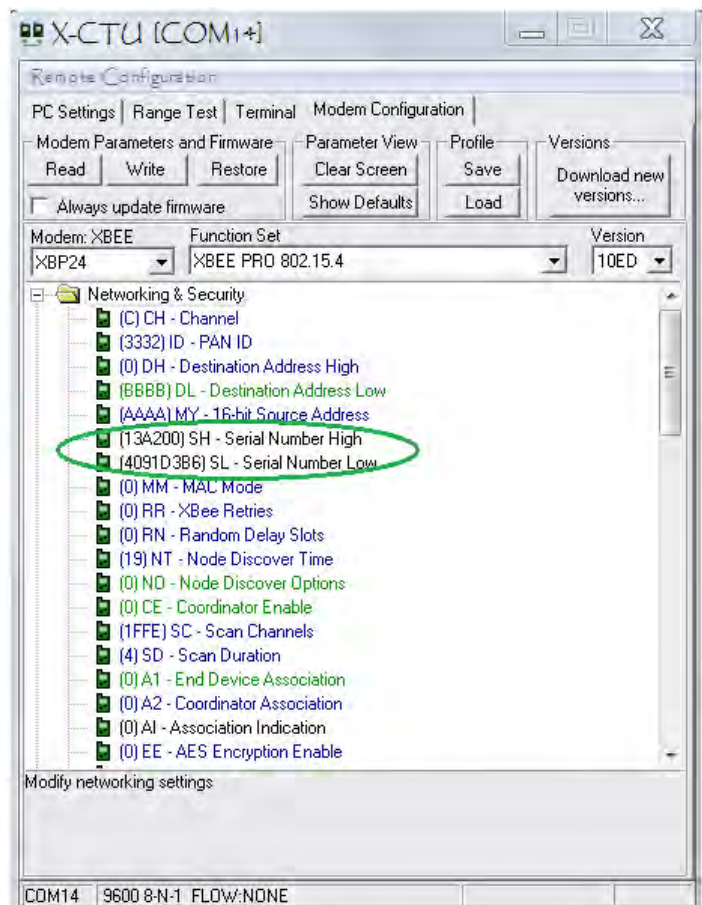 X-CTU [COM14]
Remote Configuration
PC Settings Range Test Terminal Modem Configuration
Modem Parameters and Firmware Parameter View Profile Versions
Read Write Restore Clear Screen Save Download new versions...
Always update firmware Show Defaults Load
Modem: XBEE Function Set Version
XBP24 XBEE PRO 802.15.4 10ED
Networking & Security
(C) CH - Channel
(3332) ID - PAN ID
(0) DH - Destination Address High
(BBBB) DL - Destination Address Low
(AAAA) MY - 16-bit Source Address
(13A200) SH - Serial Number High
(4091D3B6) SL - Serial Number Low
(0) MM - MAC Mode
(0) RR - XBee Retries
(0) RN - Random Delay Slots
(19) NT - Node Discover Time
(0) NO - Node Discover Options
(0) CE - Coordinator Enable
(1FFE) SC - Scan Channels
(4) SD - Scan Duration
(0) A1 - End Device Association
(0) A2 - Coordinator Association
(0) AI - Association Indication
(0) EE - AES Encryption Enable
Modify networking settings
COM14 9600 8-N-1 FLOW:NONE